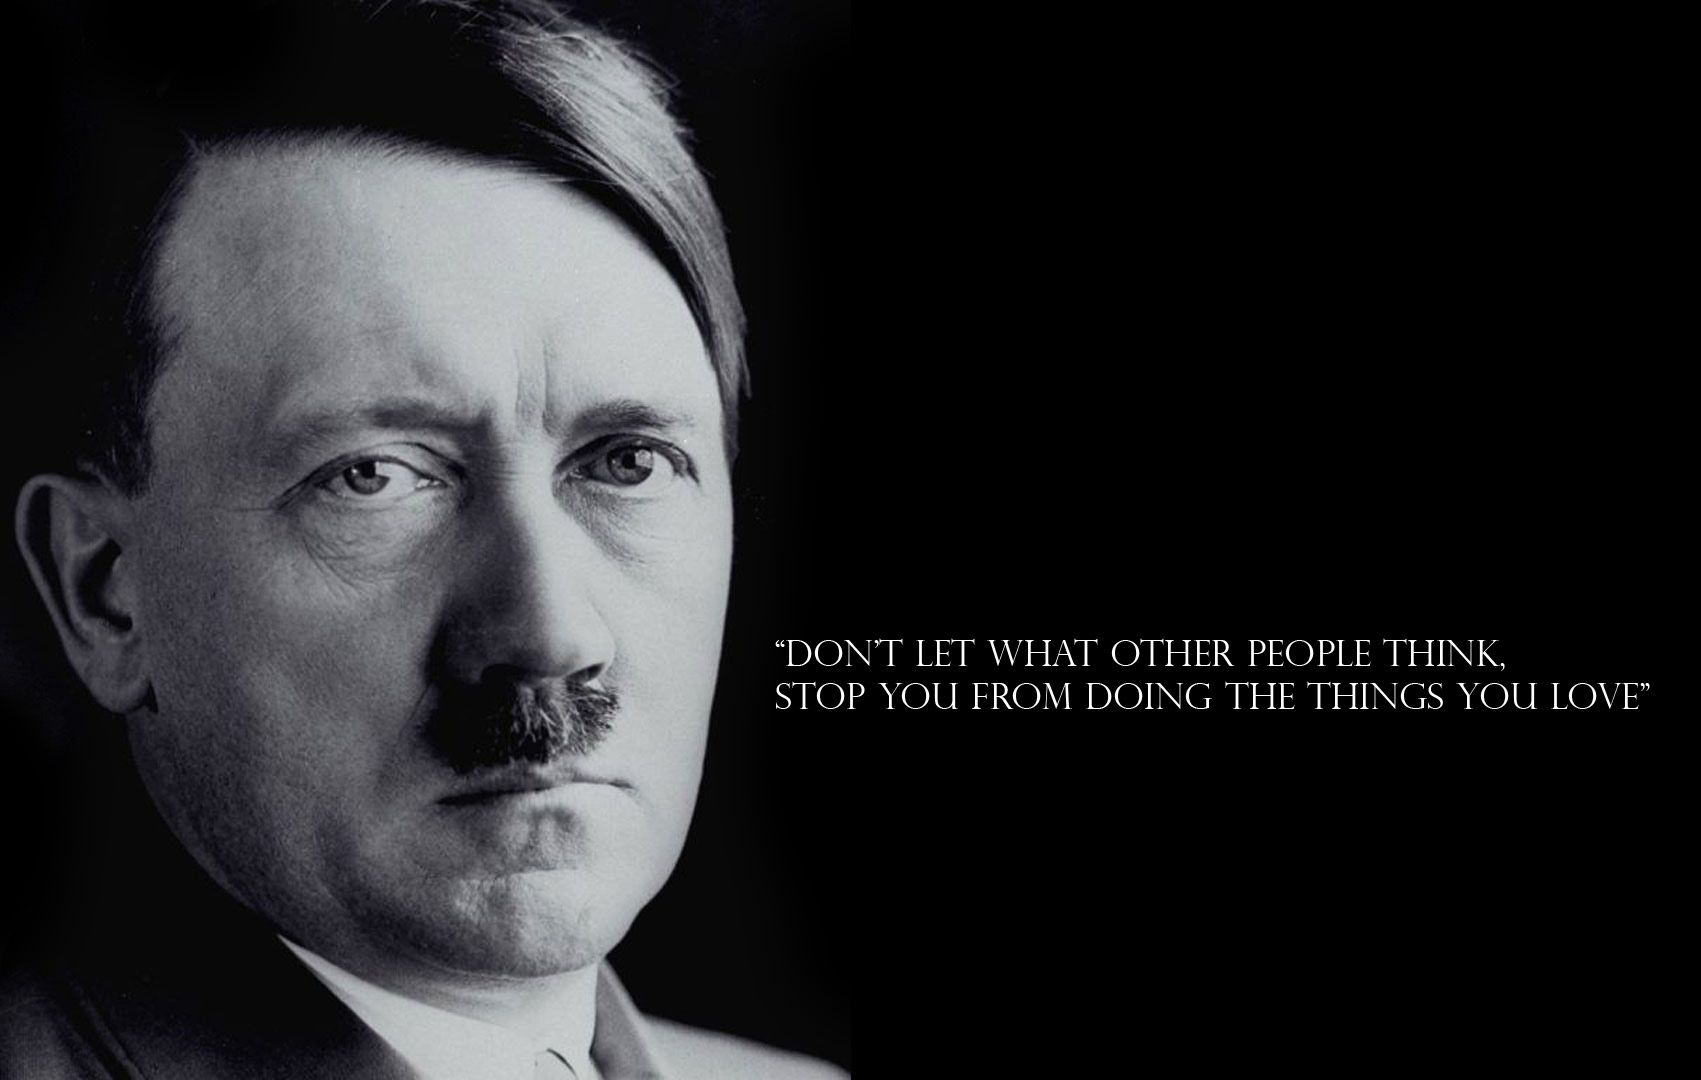 “DON’T LET WHAT OTHER PEOPLE THINK,
STOP YOU FROM DOING THE THINGS YOU LOVE”